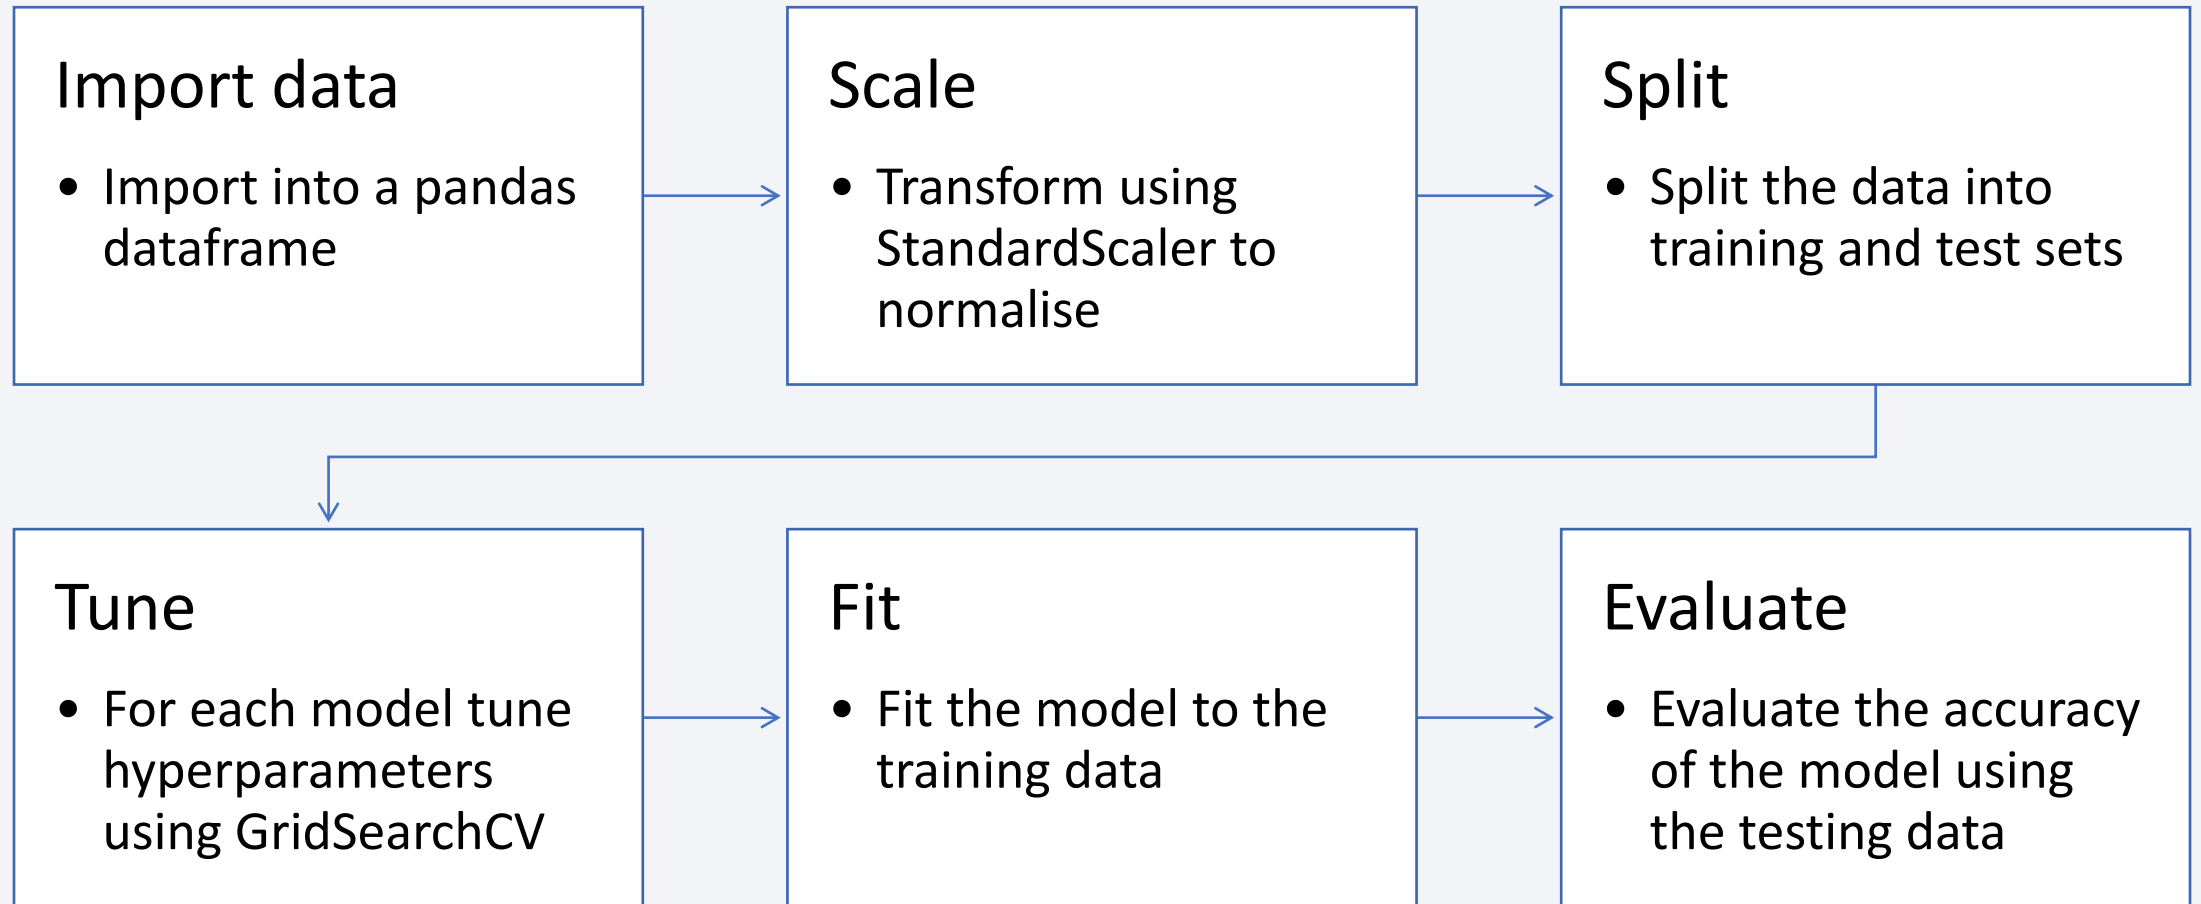 Import data
• Import into a pandas
dataframe
Scale
• Transform using
StandardScaler to
normalise
Split
• Split the data into
training and test sets
Tune
• For each model tune
hyperparameters
using GridSearchCV
Fit
• Fit the model to the
training data
Evaluate
• Evaluate the accuracy
of the model using
the testing data